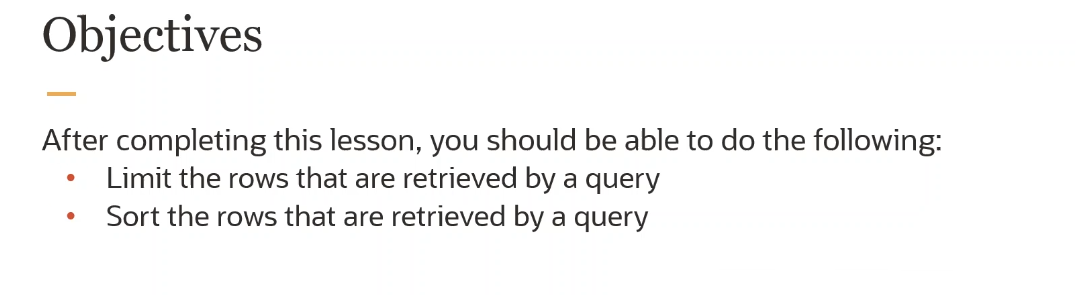 Objectives
After completing this lesson, you should be able to do the following:
• Limit the rows that are retrieved by a query
• Sort the rows that are retrieved by a query